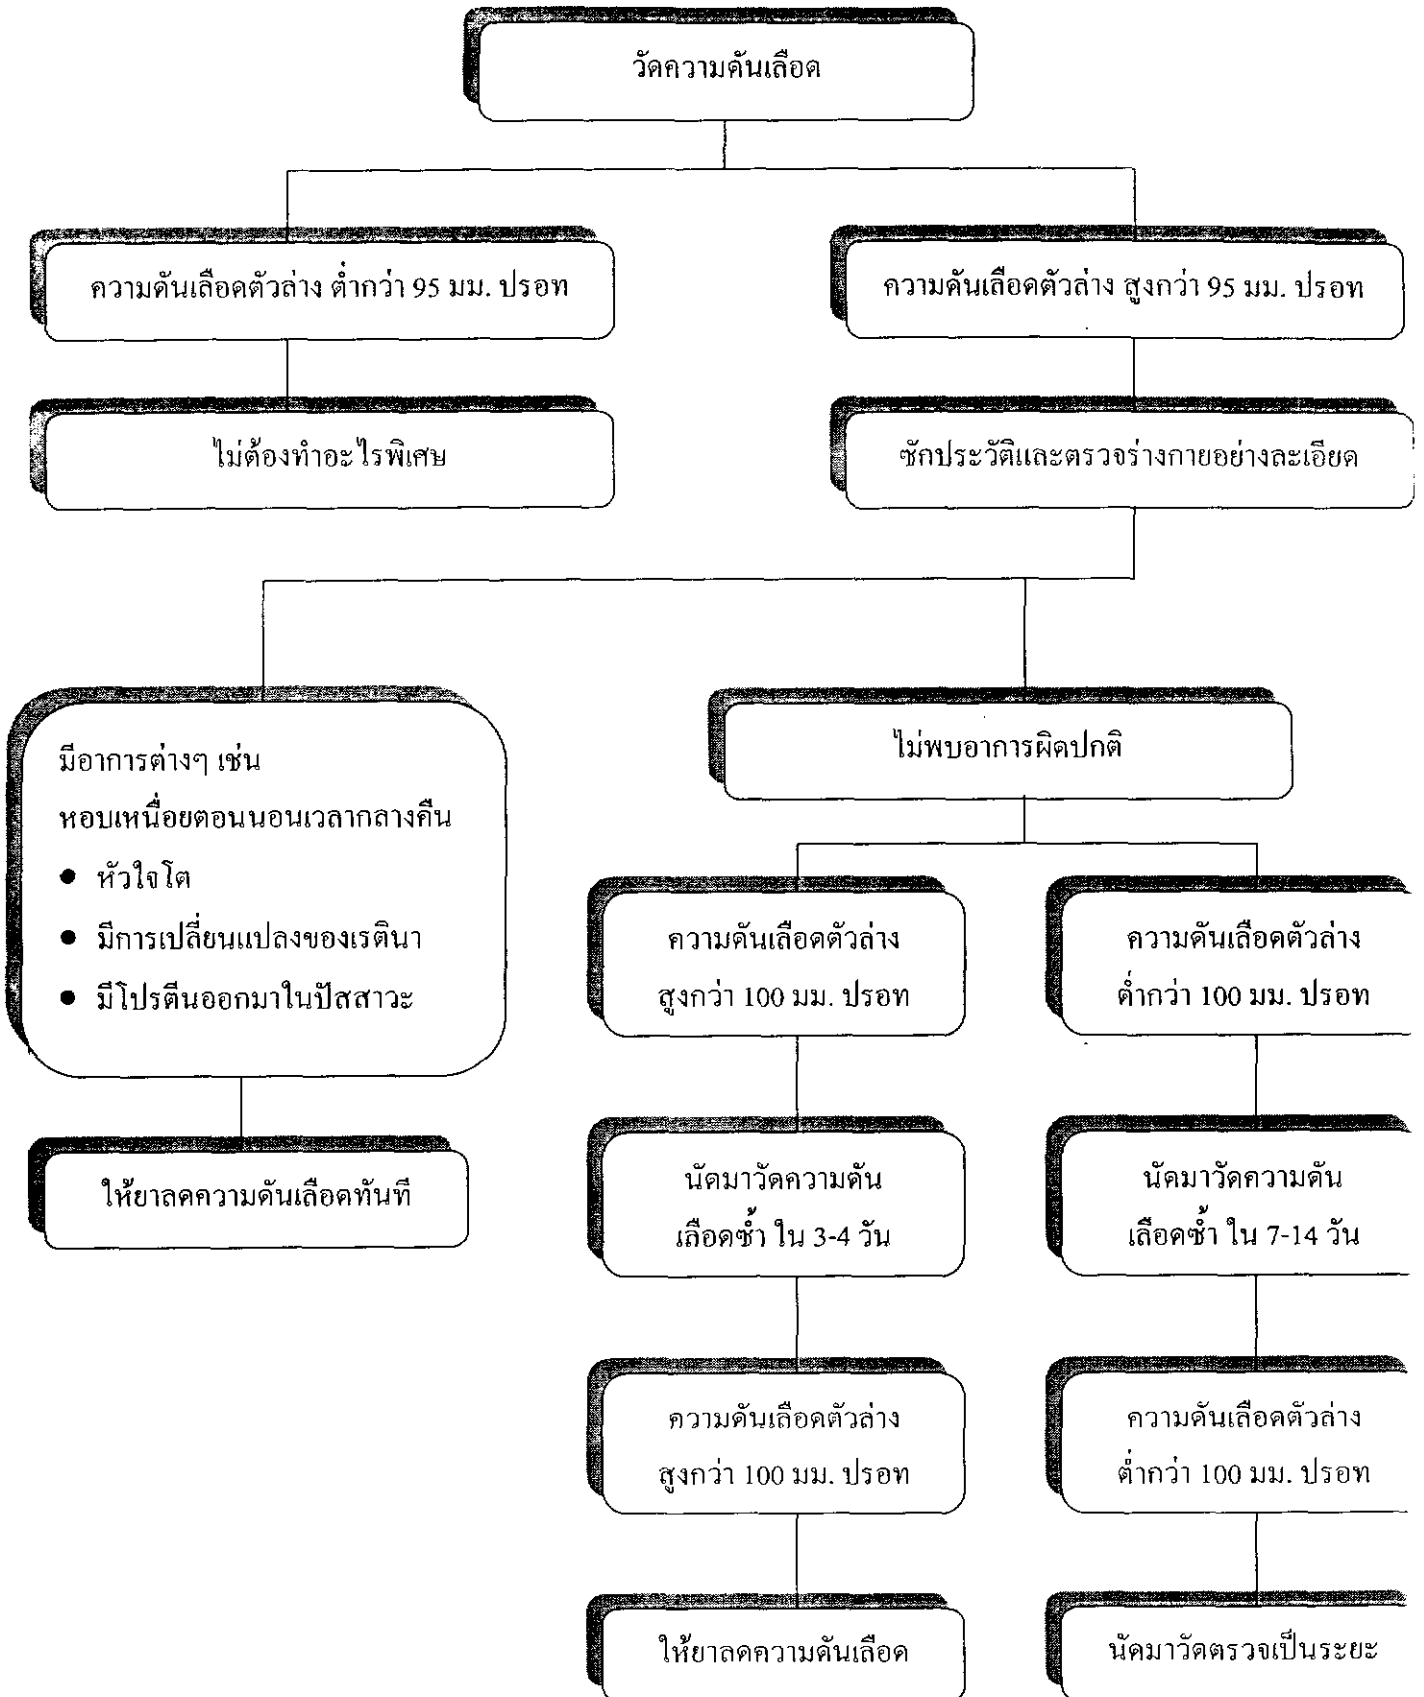 วัดความดันเลือด
ความดันเลือดตัวล่าง ต่ำกว่า 95 มม. ปรอท
ความดันเลือดตัวล่าง สูงกว่า 95 มม. ปรอท
ไม่ต้องทำอะไรพิเศษ
ซักประวัติและตรวจร่างกายอย่างละเอียด
มีอาการต่างๆ เช่น
หอบเหนื่อยตอนนอนเวลากลางคืน
● หัวใจโต
● มีการเปลี่ยนแปลงของเรตินา
● มีโปรตีนออกมาในปัสสาวะ
ให้ยาลดความดันเลือดทันที
ไม่พบอาการผิดปกติ
ความดันเลือดตัวล่าง
สูงกว่า 100 มม. ปรอท
นัดมาวัดความดัน
เลือดซ้ำ ใน 3-4 วัน
ความดันเลือดตัวล่าง
สูงกว่า 100 มม. ปรอท
ให้ยาลดความดันเลือด
ความดันเลือดตัวล่าง
ต่ำกว่า 100 มม. ปรอท
นัดมาวัดความดัน
เลือดซ้ำ ใน 7-14 วัน
ความดันเลือดตัวล่าง
ต่ำกว่า 100 มม. ปรอท
นัดมาวัดตรวจเป็นระยะ